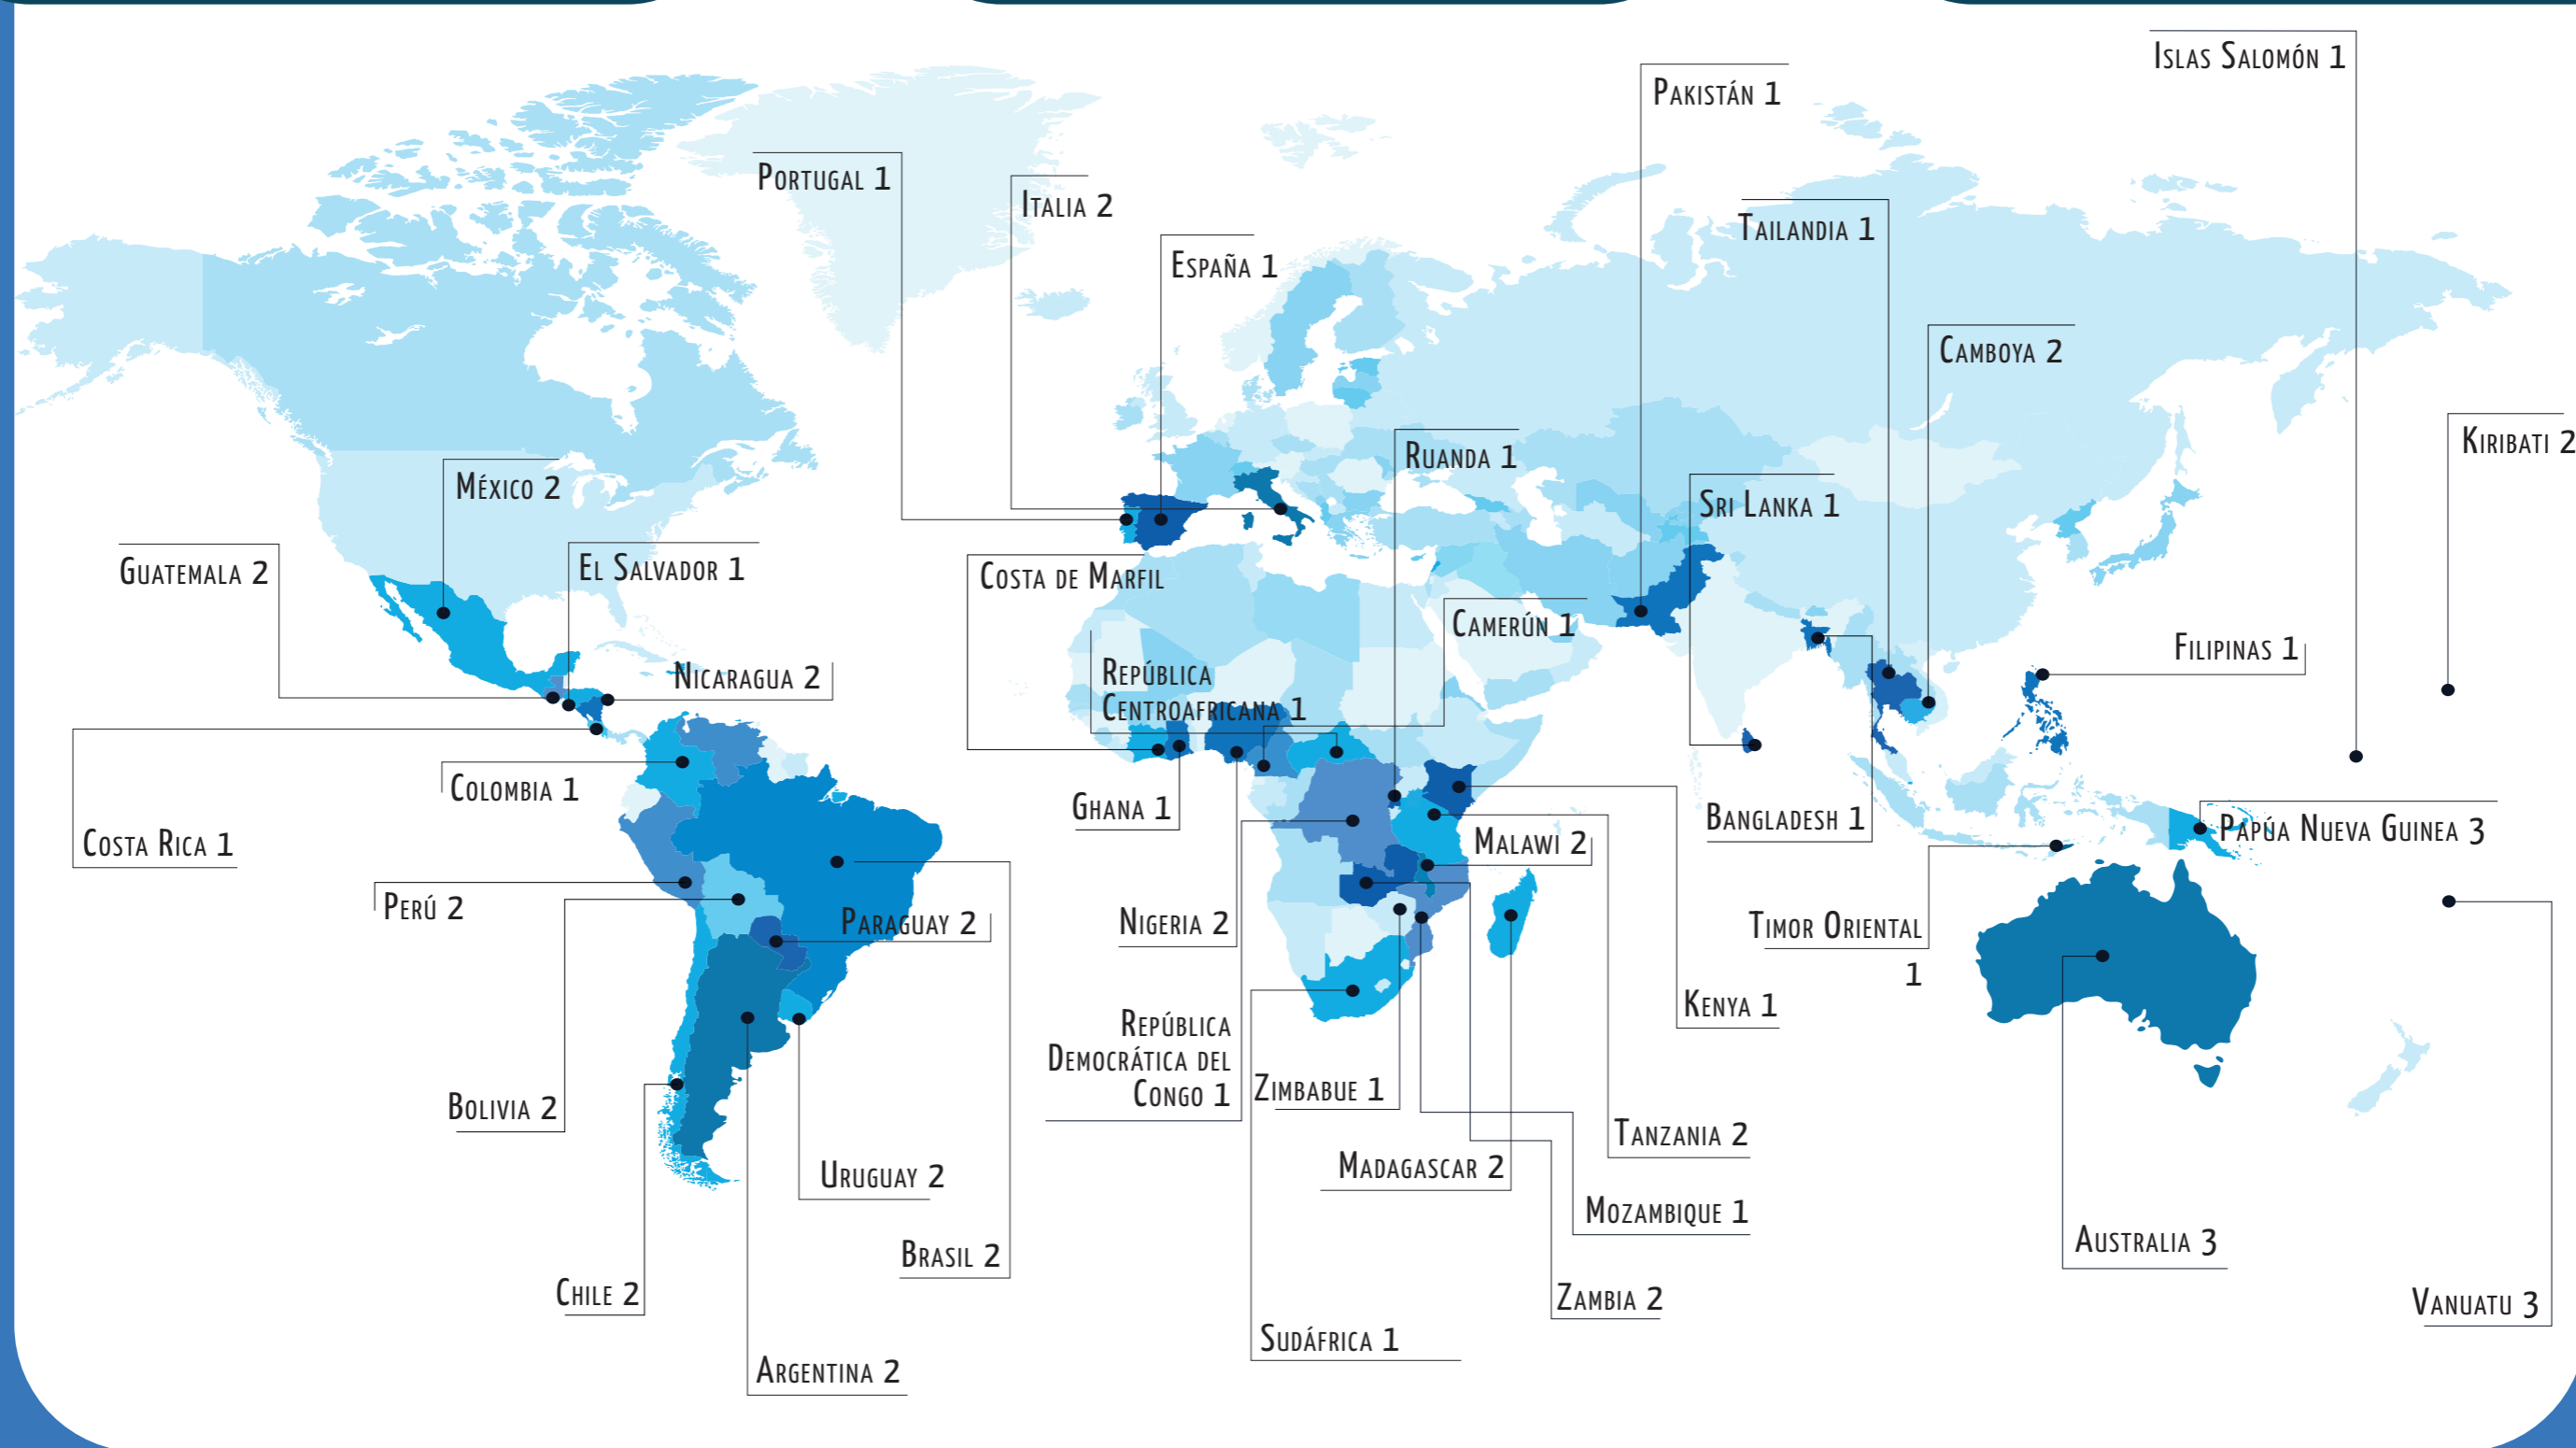 Islas Salomón 1
Pakistán 1
Portugal 1
Italia 2
Tailandia 1
España 1
Camboya 2
Kiribati 2
Ruanda 1
México 2
Sri Lanka 1
Guatemala 2
El Salvador 1
Costa de Marfil
Camerún 1
Filipinas 1
Nicaragua 2
República
Centroafricana 1
Colombia 1
Ghana 1
Bangladesh 1
Papúa Nueva Guinea 3
Costa Rica 1
Malawi 2
Perú 2
Paraguay 2
Nigeria 2
Timor Oriental
1
Kenya 1
República
Democrática del
Congo 1
Zimbabue 1
Bolivia 2
Tanzania 2
Madagascar 2
Uruguay 2
Mozambique 1
Australia 3
Brasil 2
Chile 2
Zambia 2
Vanuatu 3
Sudáfrica 1
Argentina 2